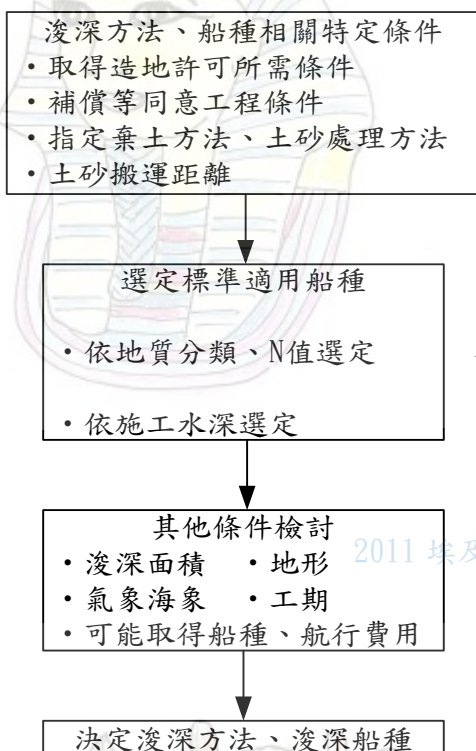 浚深方法、船種相關特定條件
・取得造地許可所需條件
・補償等同意工程條件
・指定棄土方法、土砂處理方法
・土砂搬運距離
選定標準適用船種
・依地質分類、N值選定
・依施工水深選定
其他條件檢討
・浚深面積 ・地形
・氣象海象 ・工期
・可能取得船種、航行費用
2011 埃及
決定浚深方法、浚深船種